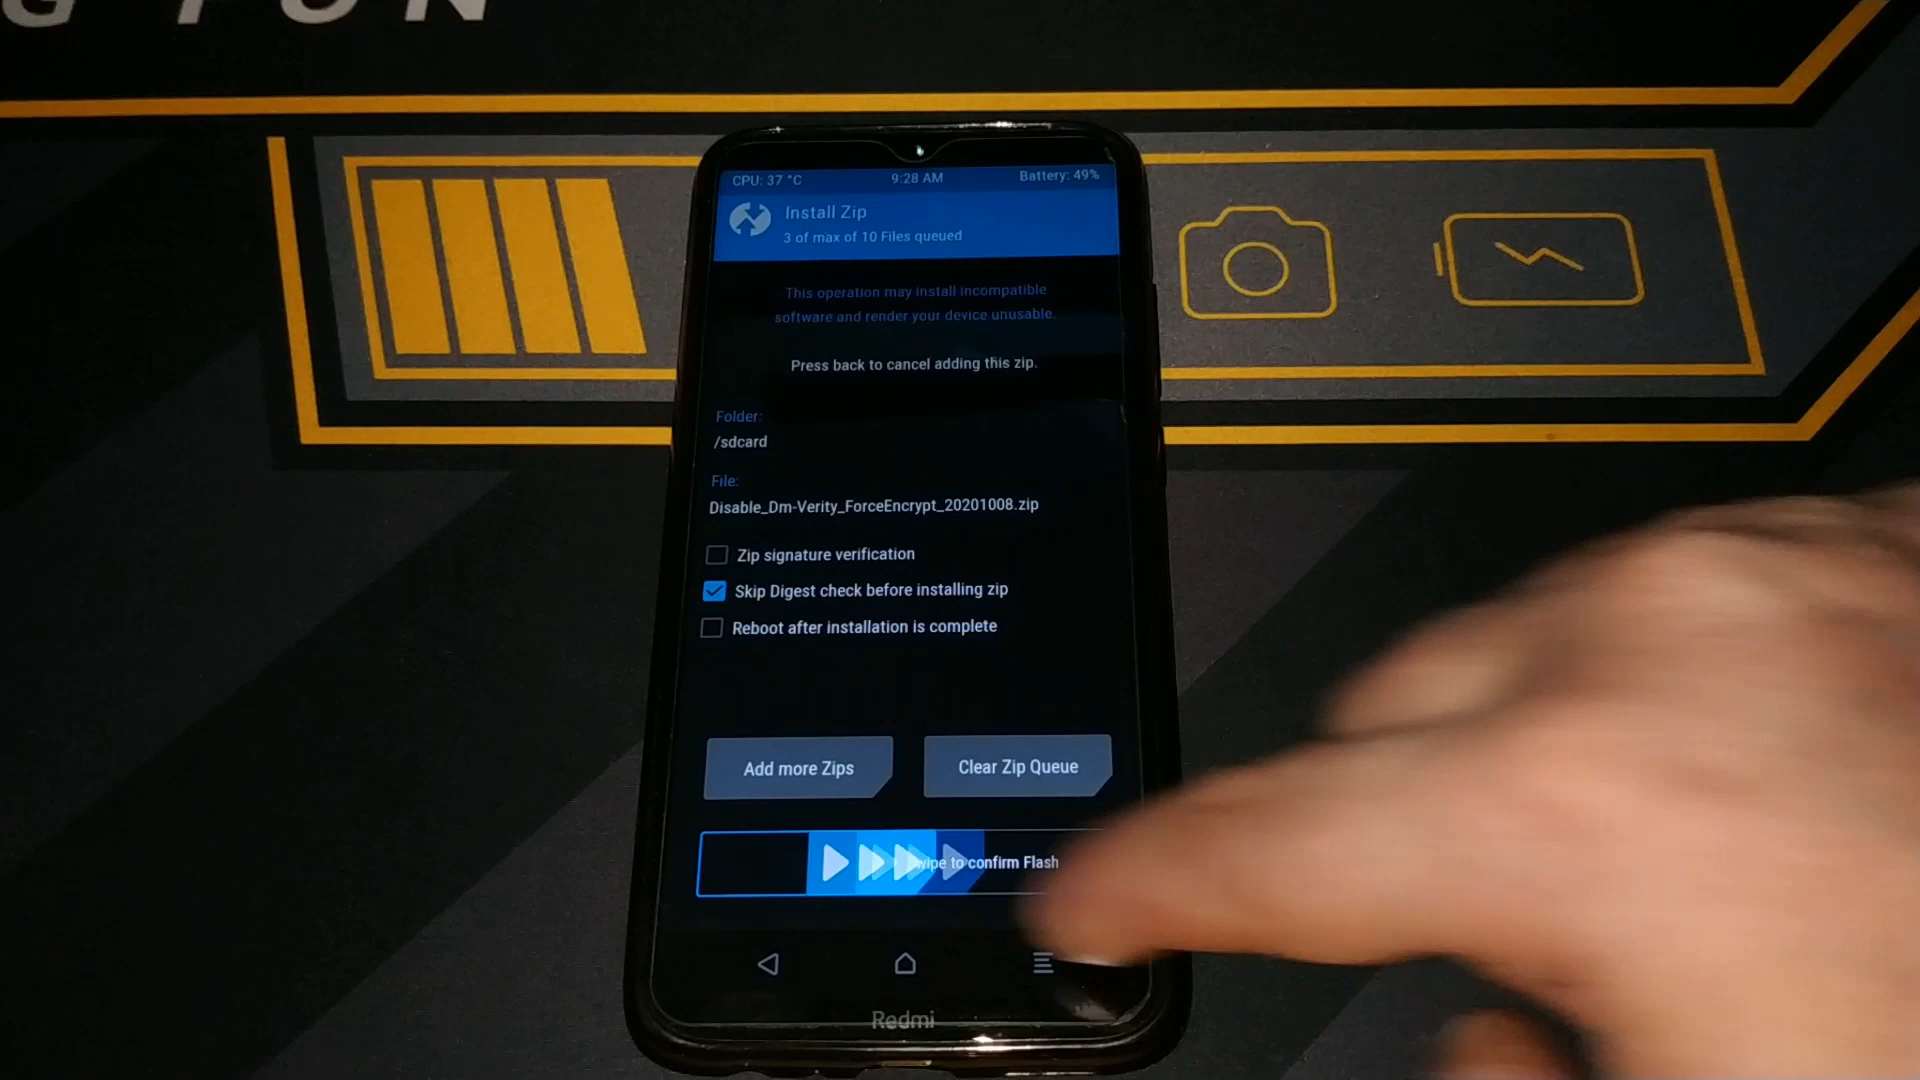 G FUN
CPU: 37 °C 9:28 AM Battery: 49%
Install Zip
3 of max of 10 Files queued
This operation may install incompatible
software and render your device unusable.
Press back to cancel adding this zip.
Folder:
/sdcard
File:
Disable_Dm-Verity_ForceEncrypt_20201008.zip
Zip signature verification
Skip Digest check before installing zip
Reboot after installation is complete
Add more Zips Clear Zip Queue
to confirm Flash
Redmi